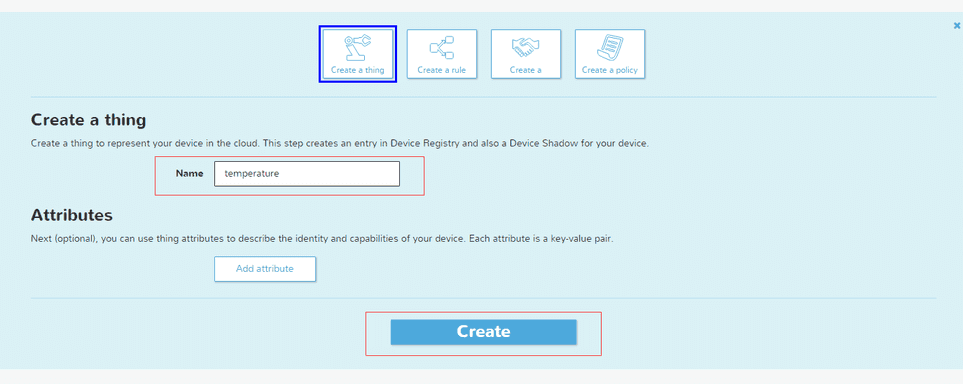 Create a thing
Create a rule
Create a
Create a policy
Create a thing
Create a thing to represent your device in the cloud. This step creates an entry in Device Registry and also a Device Shadow for your device.
Name temperature
Attributes
Next (optional), you can use thing attributes to describe the identity and capabilities of your device. Each attribute is a key-value pair.
Add attribute
Create